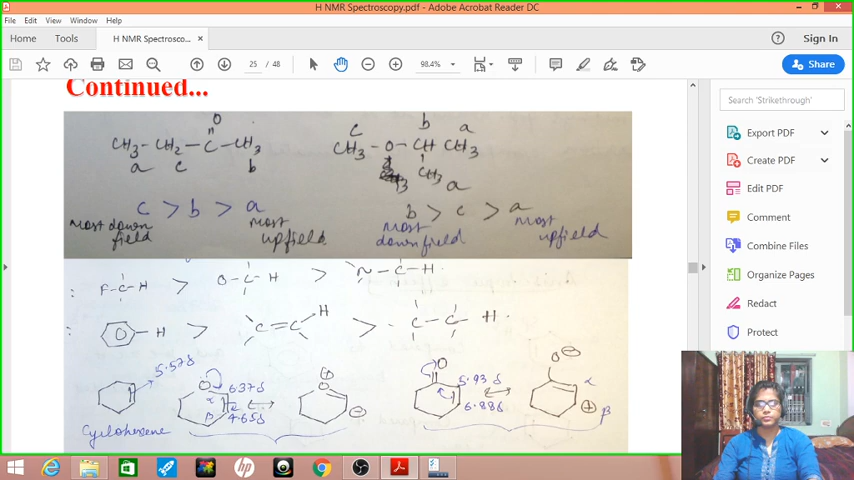 H NMR Spectroscopy.pdf - Adobe Acrobat Reader DC
File Edit View Window Help
Home Tools H NMR Spectrosco... × Sign In
25 / 48 98.4% Share
Continued...
O
CH3 - CH2 - C - CH3
a c b
c > b > a
most down field most upfield
c b a
CH3 - O - CH CH3
CH3 a
b > c > a
most downfield most upfield
: F-C-H > O-C-H > N-C-H
: H > C=C H > C-C-H
5.57δ
Cyclohexene
O 6.37δ
α
β 4.65δ
O
O 5.93δ
6.88δ
O
α
β
Search 'Strikethrough'
Export PDF
Create PDF
Edit PDF
Comment
Combine Files
Organize Pages
Redact
Protect